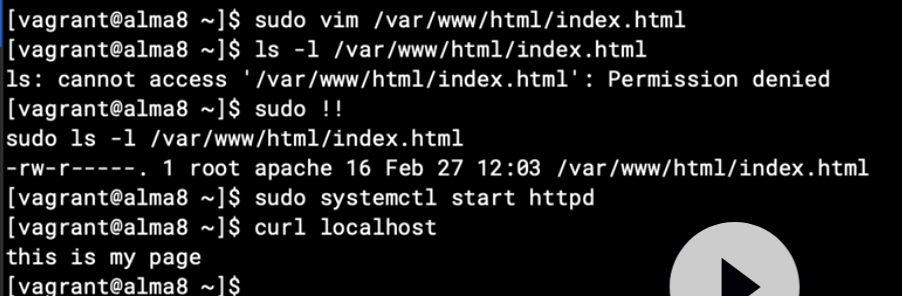 [vagrant@alma8 ~]$ sudo vim /var/www/html/index.html
[vagrant@alma8 ~]$ ls -l /var/www/html/index.html
ls: cannot access '/var/www/html/index.html': Permission denied
[vagrant@alma8 ~]$ sudo !!
sudo ls -l /var/www/html/index.html
-rw-r-----. 1 root apache 16 Feb 27 12:03 /var/www/html/index.html
[vagrant@alma8 ~]$ sudo systemctl start httpd
[vagrant@alma8 ~]$ curl localhost
this is my page
[vagrant@alma8 ~]$